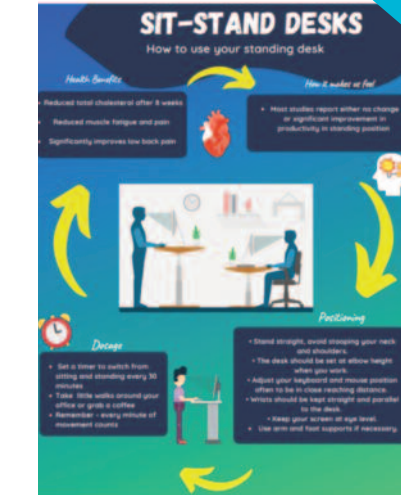 SIT-STAND DESKS
How to use your standing desk
Health Benefits
Reduced total cholesterol after 8 weeks
Reduced muscle fatigue and pain
Significantly improves low back pain
How it makes us feel
• Most studies report either no change
or significant improvement in
productivity in standing position
Dosage
• Set a timer to switch from
sitting and standing every 30
minutes
• Take little walks around your
office or grab a coffee
• Remember - every minute of
movement counts
Positioning
• Stand straight, avoid stooping your neck
and shoulders.
• The desk should be set at elbow height
when you work.
• Adjust your keyboard and mouse position
often to be in close reaching distance.
• Wrists should be kept straight and parallel
to the desk.
• Keep your screen at eye level.
• Use arm and foot supports if necessary.